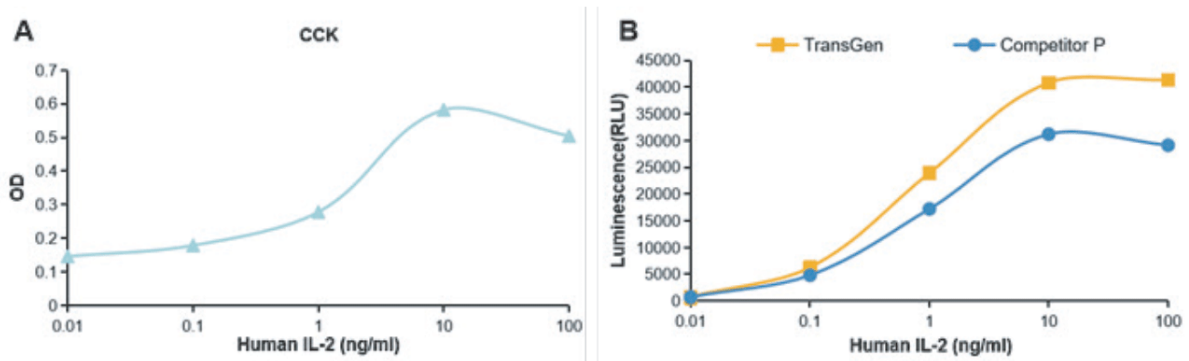 A
CCK
0.7
0.6
0.5
0.4
0.3
0.2
0.1
0
OD
0.01 0.1 1 10 100
Human IL-2 (ng/ml)
B
TransGen Competitor P
45000
40000
35000
30000
25000
20000
15000
10000
5000
0
Luminescence(RLU)
0.01 0.1 1 10 100
Human IL-2 (ng/ml)